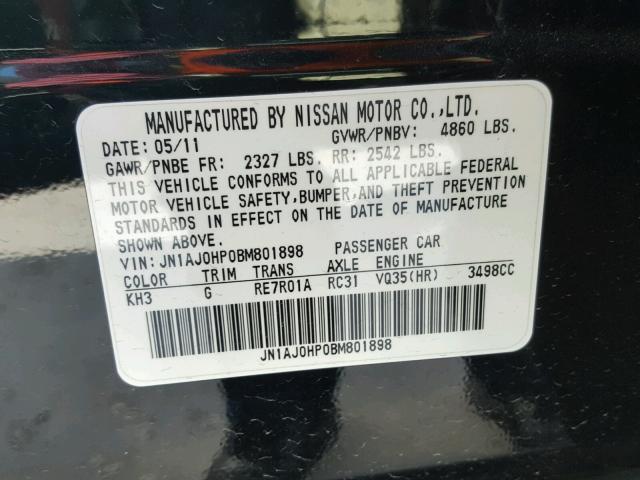 MANUFACTURED BY NISSAN MOTOR CO.,LTD.
DATE: 05/11 GVWR/PNBV: 4860 LBS.
GAWR/PNBE FR: 2327 LBS. RR: 2542 LBS.
THIS VEHICLE CONFORMS TO ALL APPLICABLE FEDERAL
MOTOR VEHICLE SAFETY,BUMPER,AND THEFT PREVENTION
STANDARDS IN EFFECT ON THE DATE OF MANUFACTURE
SHOWN ABOVE.
VIN: JN1AJ0HP0BM801898 PASSENGER CAR
COLOR TRIM TRANS AXLE ENGINE
KH3 G RE7R01A RC31 VQ35(HR) 3498CC
JN1AJ0HP0BM801898